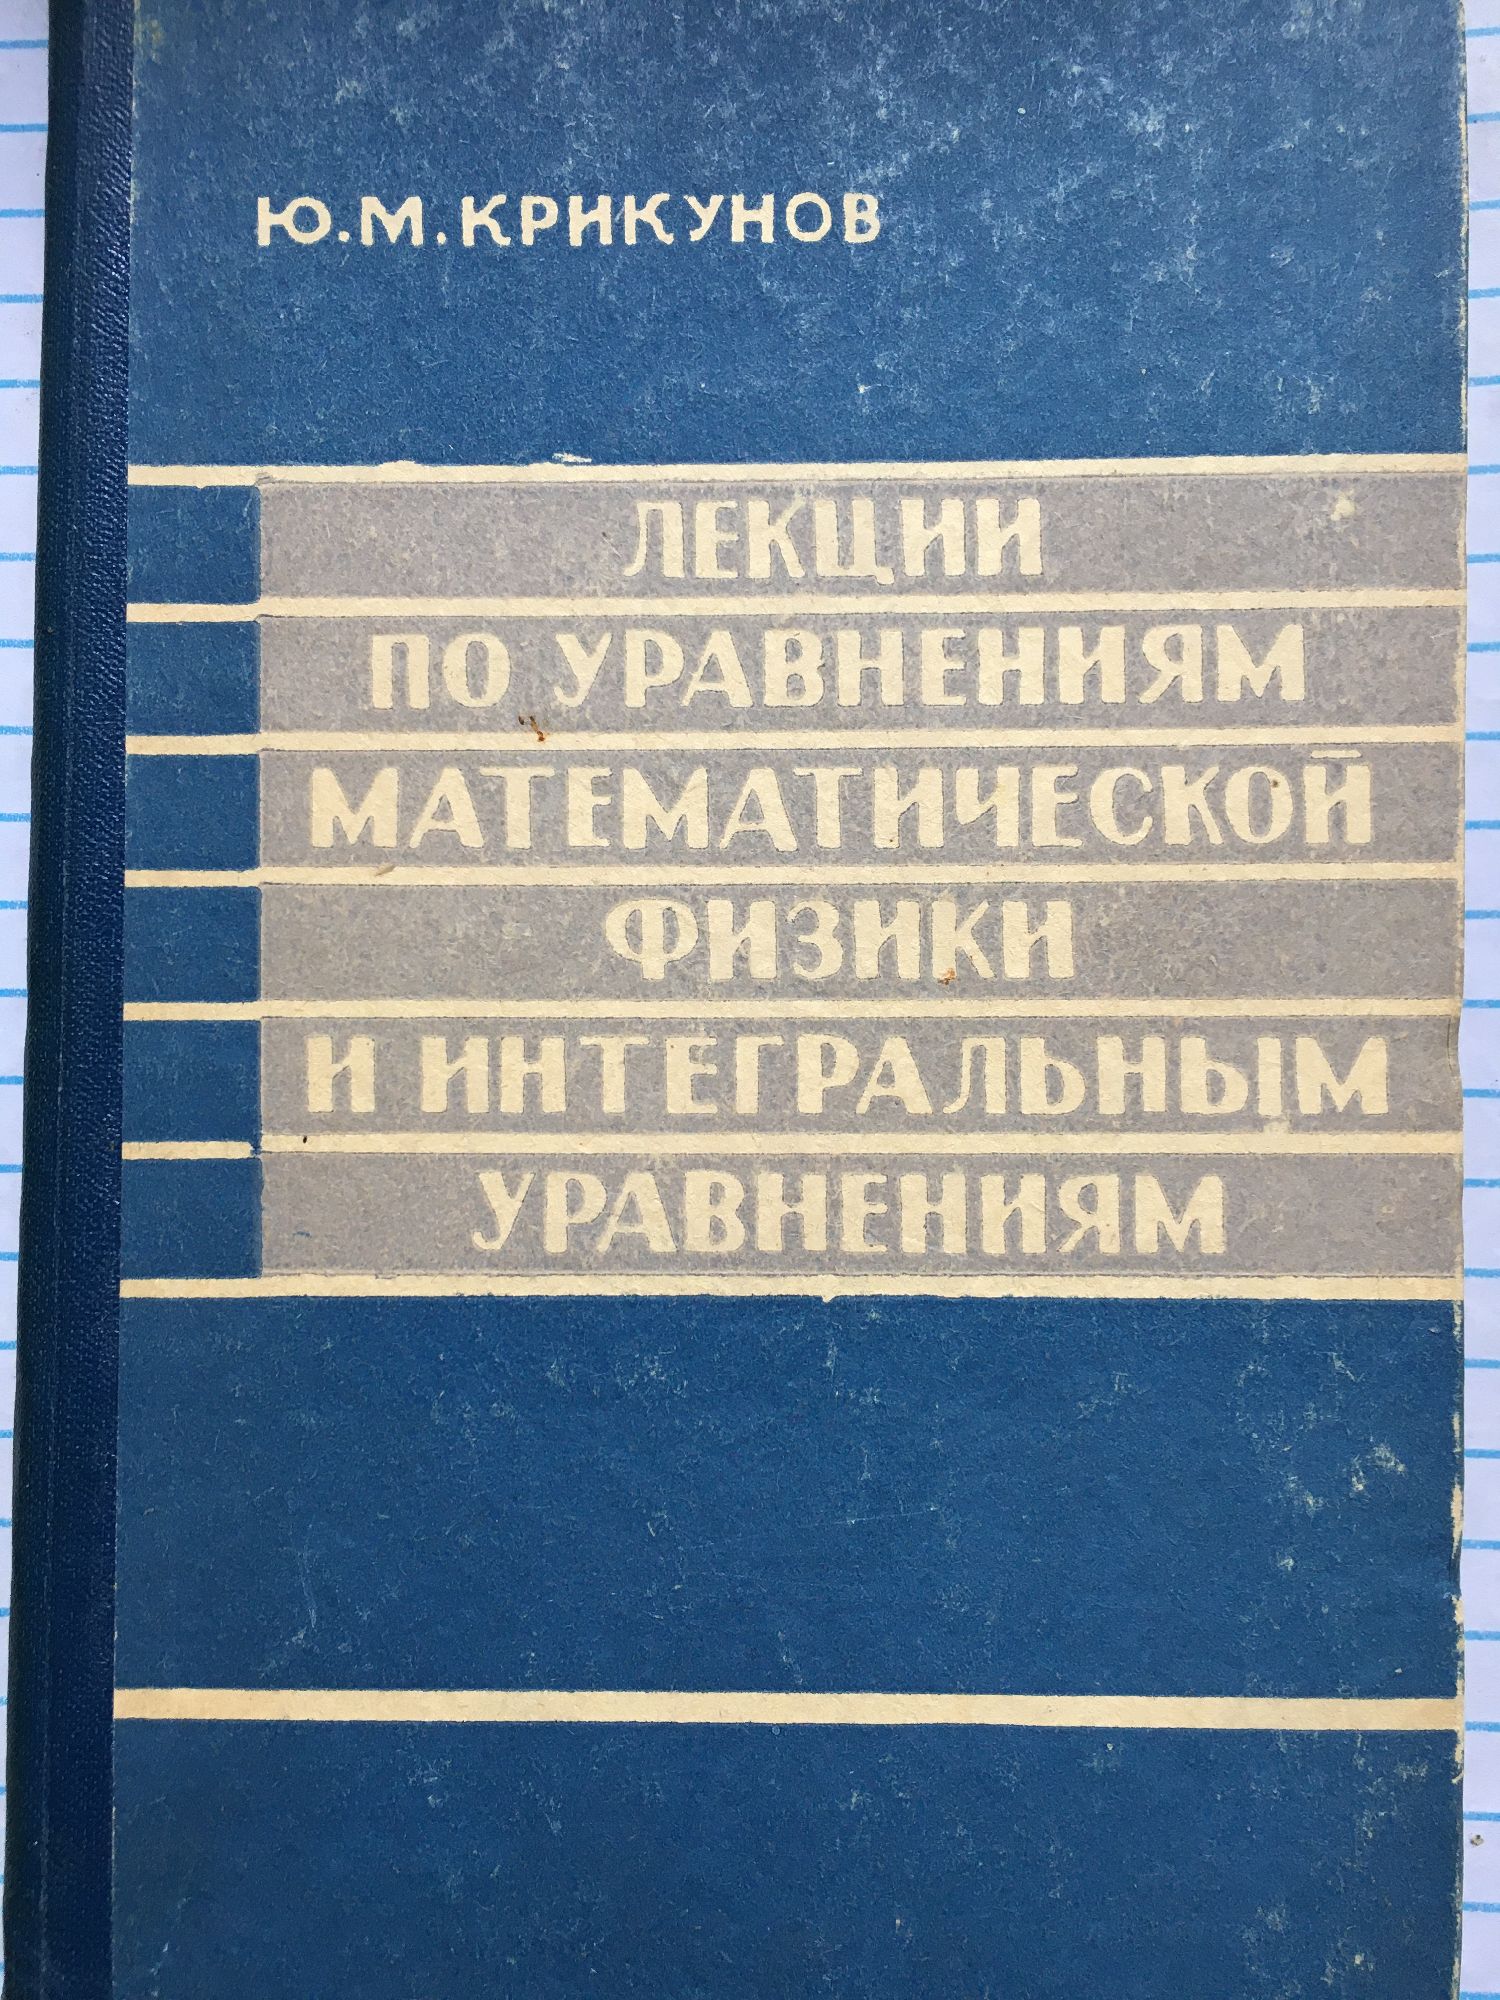 Ю.М.КРИКУНОВ
ЛЕКЦИИ
ПО УРАВНЕНИЯМ
МАТЕМАТИЧЕСКОЙ
ФИЗИКИ
И ИНТЕГРАЛЬНЫМ
УРАВНЕНИЯМ